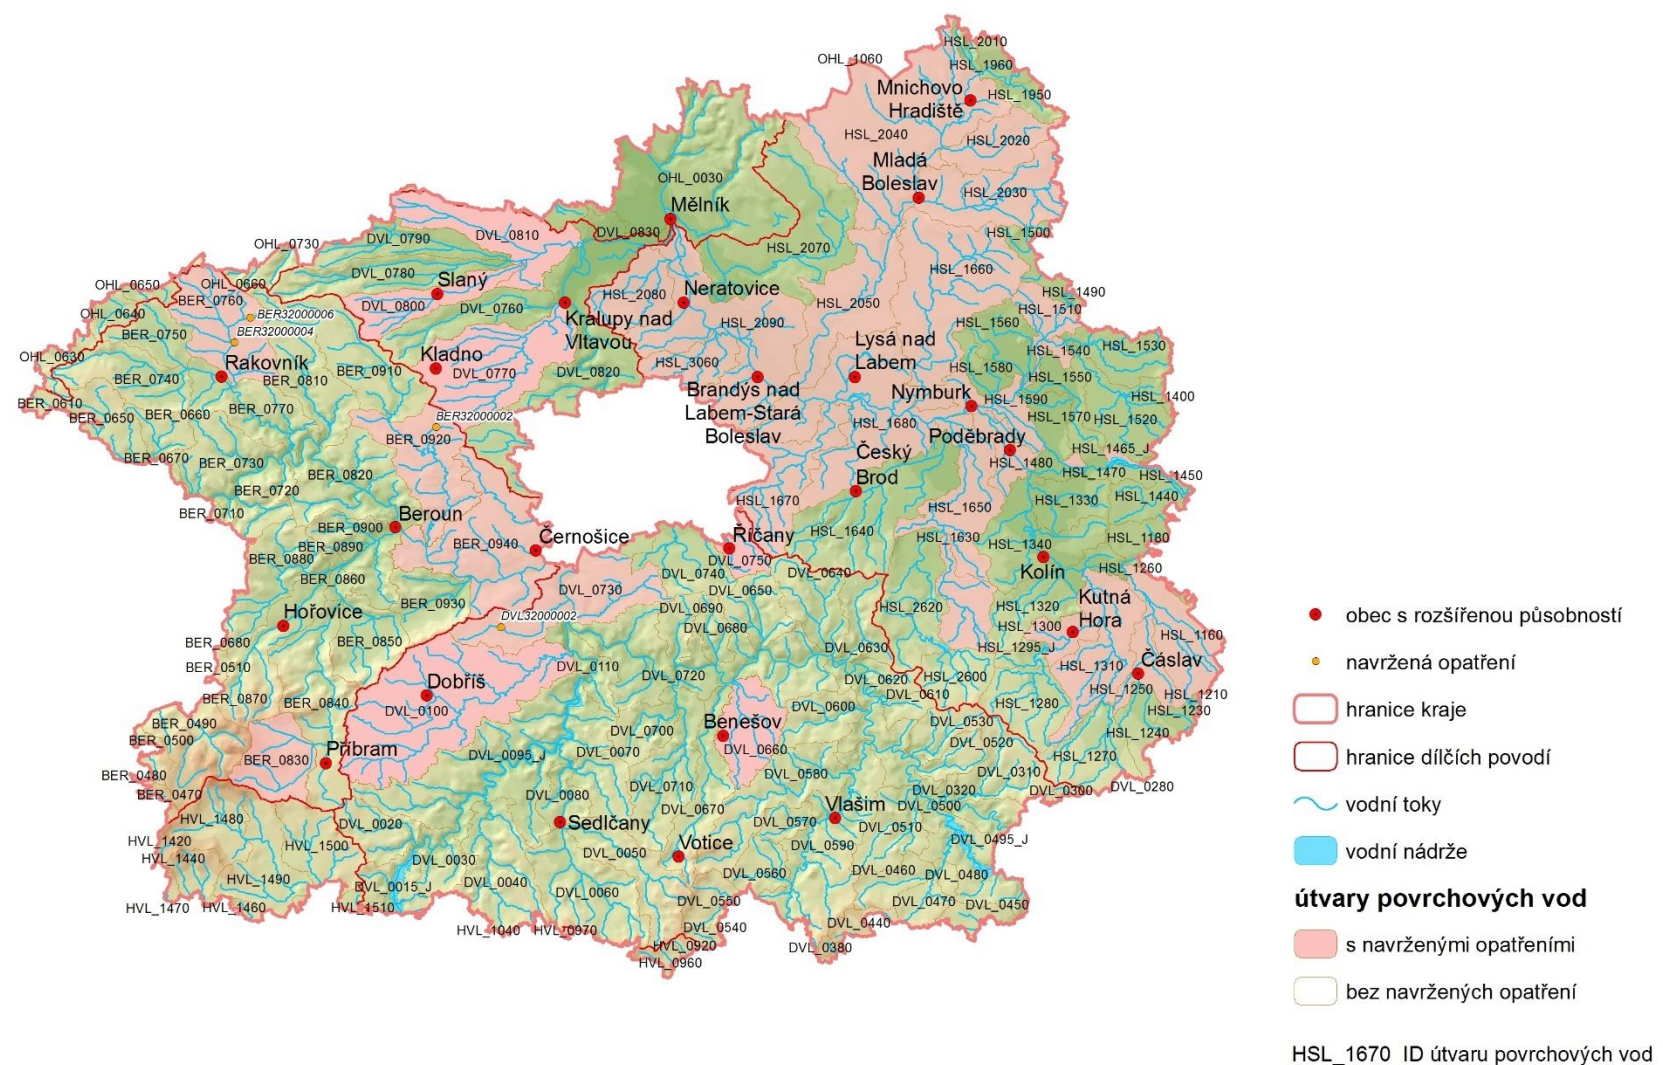 HSL_2010
OHL_1060
HSL_1960
Mnichovo
Hradiště
HSL_1950
HSL_2040
HSL_2020
Mladá
Boleslav
OHL_0030
HSL_2030
Mělník
DVL_0790
DVL_0810
DVL_0830
HSL_1500
OHL_0730
HSL_2070
HSL_1660
DVL_0780
OHL_0650
OHL_0660
Slaný
Neratovice
HSL_2080
HSL_2050
HSL_1490
BER_0760
DVL_0800
DVL_0760
HSL_1510
OHL_0640
BER32000006
Kralupy nad
Vltavou
HSL_2090
HSL_1560
BER_0750
BER32000004
Lysá nad
Labem
HSL_1540
HSL_1530
OHL_0630
Rakovník
Kladno
HSL_3060
HSL_1580
BER_0740
BER_0810
BER_0910
DVL_0770
DVL_0820
HSL_1550
Brandýs nad
Labem-Stará
Boleslav
Nymburk
HSL_1590
HSL_1400
BER_0610
BER_0650
BER_0660
BER_0770
BER32000002
HSL_1570
HSL_1520
HSL_1680
BER_0920
Poděbrady
Český
Brod
HSL_1465_J
BER_0670
BER_0730
BER_0820
HSL_1480
HSL_1470
HSL_1450
BER_0720
HSL_1670
HSL_1330
HSL_1440
BER_0710
Beroun
HSL_1650
BER_0900
Říčany
HSL_1640
HSL_1630
HSL_1340
HSL_1180
BER_0890
BER_0940
Černošice
BER_0880
DVL_0750
Kolín
HSL_1260
BER_0860
DVL_0740
DVL_0640
DVL_0730
DVL_0650
BER_0930
Hořovice
DVL32000002
DVL_0690
HSL_2620
HSL_1320
Kutná
Hora
DVL_0680
HSL_1300
HSL_1160
BER_0680
BER_0850
DVL_0630
HSL_1295_J
BER_0510
DVL_0110
HSL_1310
Čáslav
Dobříš
DVL_0720
DVL_0620
HSL_2600
HSL_1250
HSL_1210
BER_0870
BER_0840
DVL_0100
DVL_0610
HSL_1280
HSL_1230
BER_0490
Benešov
DVL_0600
DVL_0530
HSL_1240
BER_0500
Příbram
DVL_0700
DVL_0660
DVL_0520
HSL_1270
BER_0830
DVL_0095_J
DVL_0070
BER_0480
DVL_0580
DVL_0310
DVL_0280
BER_0470
DVL_0080
DVL_0710
DVL_0320
DVL_0300
Vlašim
DVL_0500
HVL_1480
DVL_0020
Sedlčany
DVL_0670
DVL_0570
DVL_0510
HVL_1420
HVL_1500
Votice
DVL_0590
DVL_0495_J
HVL_1440
DVL_0030
DVL_0050
HVL_1490
DVL_0015_J
DVL_0040
DVL_0060
DVL_0560
DVL_0460
DVL_0480
HVL_1470
HVL_1460
HVL_1510
DVL_0550
DVL_0470
DVL_0450
HVL_1040
HVL_0970
DVL_0540
DVL_0440
HVL_0920
DVL_0380
HVL_0960
obec s rozšířenou působností
navržená opatření
hranice kraje
hranice dílčích povodí
vodní toky
vodní nádrže
útvary povrchových vod
s navrženými opatřeními
bez navržených opatření
HSL_1670 ID útvaru povrchových vod